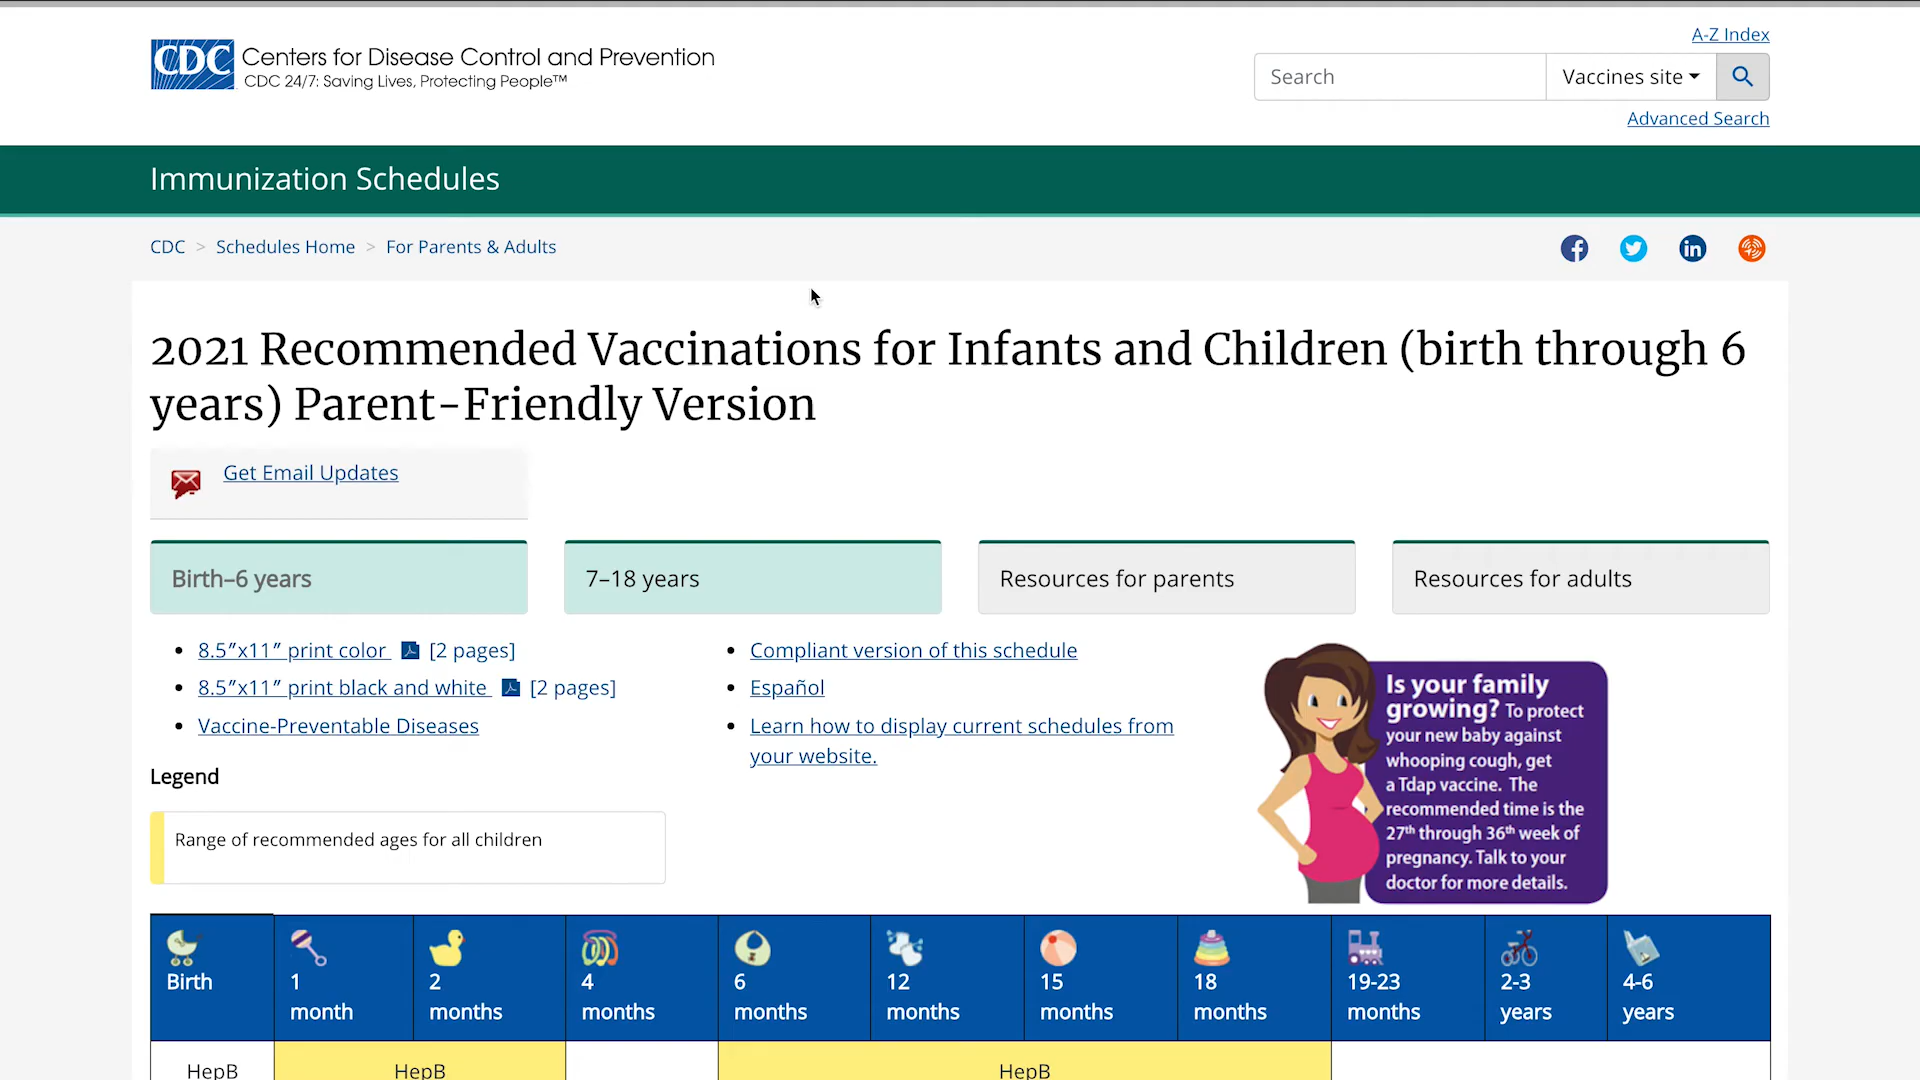 A-Z Index
CDC Centers for Disease Control and Prevention
CDC 24/7: Saving Lives, Protecting People™
Search
Vaccines site
Advanced Search
Immunization Schedules
CDC > Schedules Home > For Parents & Adults
2021 Recommended Vaccinations for Infants and Children (birth through 6
years) Parent-Friendly Version
Get Email Updates
Birth–6 years
7–18 years
Resources for parents
Resources for adults
8.5″x11″ print color [2 pages]
8.5″x11″ print black and white [2 pages]
Vaccine-Preventable Diseases
Compliant version of this schedule
Español
Learn how to display current schedules from
your website.
Is your family
growing? To protect
your new baby against
whooping cough, get
a Tdap vaccine. The
recommended time is the
27th through 36th week of
pregnancy. Talk to your
doctor for more details.
Legend
Range of recommended ages for all children
Birth
1
month
2
months
4
months
6
months
12
months
15
months
18
months
19-23
months
2-3
years
4-6
years
HepB
HepB
HepB